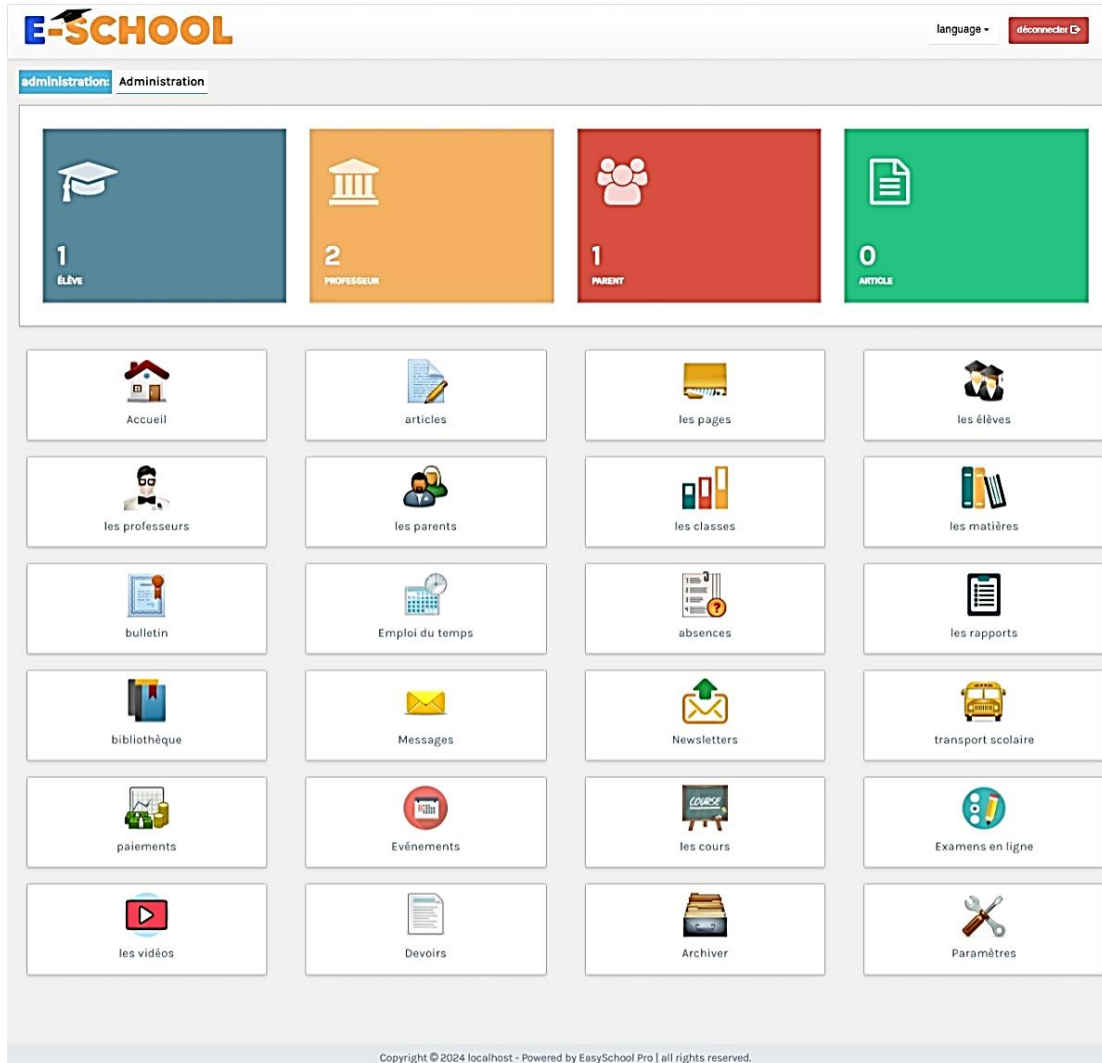 E-SCHOOL
language
déconnecter
administration: Administration
1
ÉLÈVE
2
PROFESSEUR
1
PARENT
0
ARTICLE
Accueil
articles
les pages
les élèves
les professeurs
les parents
les classes
les matières
bulletin
Emploi du temps
absences
les rapports
bibliothèque
Messages
Newsletters
transport scolaire
paiements
Evénements
COURSE
les cours
Examens en ligne
les vidéos
Devoirs
Archiver
Paramètres
Copyright © 2024 localhost - Powered by EasySchool Pro | all rights reserved.